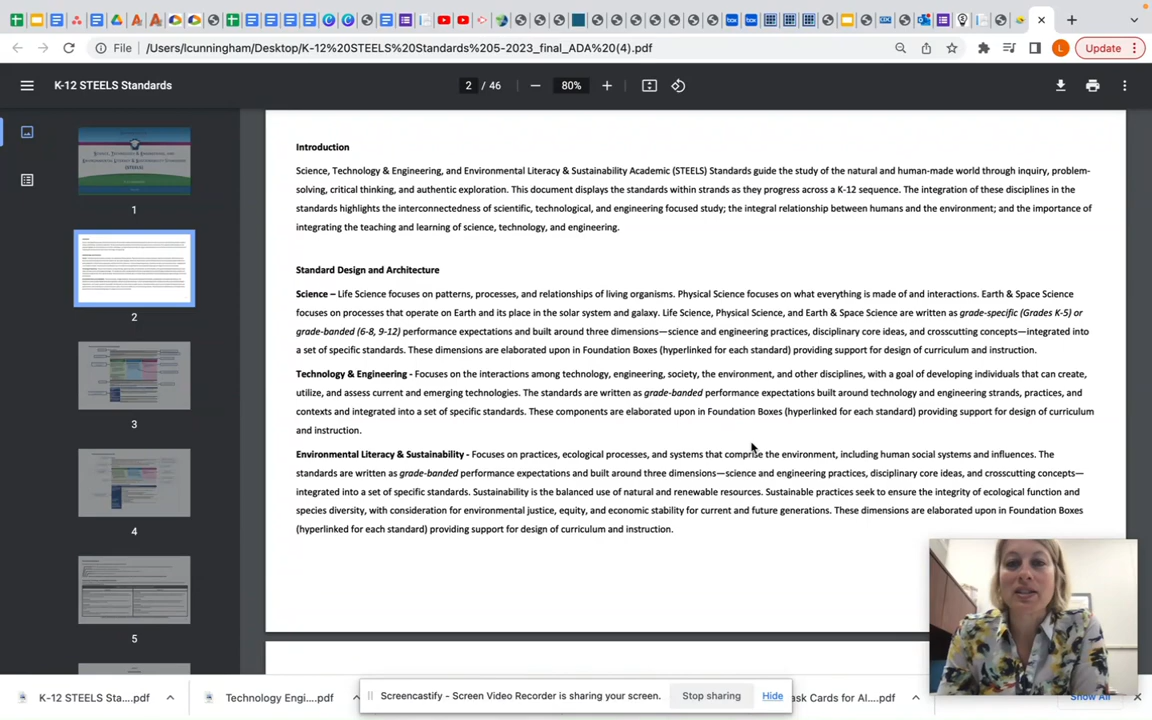 File /Users/lcunningham/Desktop/K-12%20STEELS%20Standards%205-2023_final_ADA%20(4).pdf
L
Update
K-12 STEELS Standards
2 / 46
80%
1
2
3
4
5
Introduction
Science, Technology & Engineering, and Environmental Literacy & Sustainability Academic (STEELS) Standards guide the study of the natural and human-made world through inquiry, problem-
solving, critical thinking, and authentic exploration. This document displays the standards within strands as they progress across a K-12 sequence. The integration of these disciplines in the
standards highlights the interconnectedness of scientific, technological, and engineering focused study; the integral relationship between humans and the environment; and the importance of
integrating the teaching and learning of science, technology, and engineering.
Standard Design and Architecture
Science – Life Science focuses on patterns, processes, and relationships of living organisms. Physical Science focuses on what everything is made of and interactions. Earth & Space Science
focuses on processes that operate on Earth and its place in the solar system and galaxy. Life Science, Physical Science, and Earth & Space Science are written as grade-specific (Grades K-5) or
grade-banded (6-8, 9-12) performance expectations and built around three dimensions—science and engineering practices, disciplinary core ideas, and crosscutting concepts—integrated into
a set of specific standards. These dimensions are elaborated upon in Foundation Boxes (hyperlinked for each standard) providing support for design of curriculum and instruction.
Technology & Engineering - Focuses on the interactions among technology, engineering, society, the environment, and other disciplines, with a goal of developing individuals that can create,
utilize, and assess current and emerging technologies. The standards are written as grade-banded performance expectations built around technology and engineering strands, practices, and
contexts and integrated into a set of specific standards. These components are elaborated upon in Foundation Boxes (hyperlinked for each standard) providing support for design of curriculum
and instruction.
Environmental Literacy & Sustainability - Focuses on practices, ecological processes, and systems that comprise the environment, including human social systems and influences. The
standards are written as grade-banded performance expectations and built around three dimensions—science and engineering practices, disciplinary core ideas, and crosscutting concepts—
integrated into a set of specific standards. Sustainability is the balanced use of natural and renewable resources. Sustainable practices seek to ensure the integrity of ecological function and
species diversity, with consideration for environmental justice, equity, and economic stability for current and future generations. These dimensions are elaborated upon in Foundation Boxes
(hyperlinked for each standard) providing support for design of curriculum and instruction.
K-12 STEELS Sta....pdf
Technology Engi....pdf
Screencastify - Screen Video Recorder is sharing your screen.
Stop sharing
Hide
ask Cards for Al....pdf
Show All